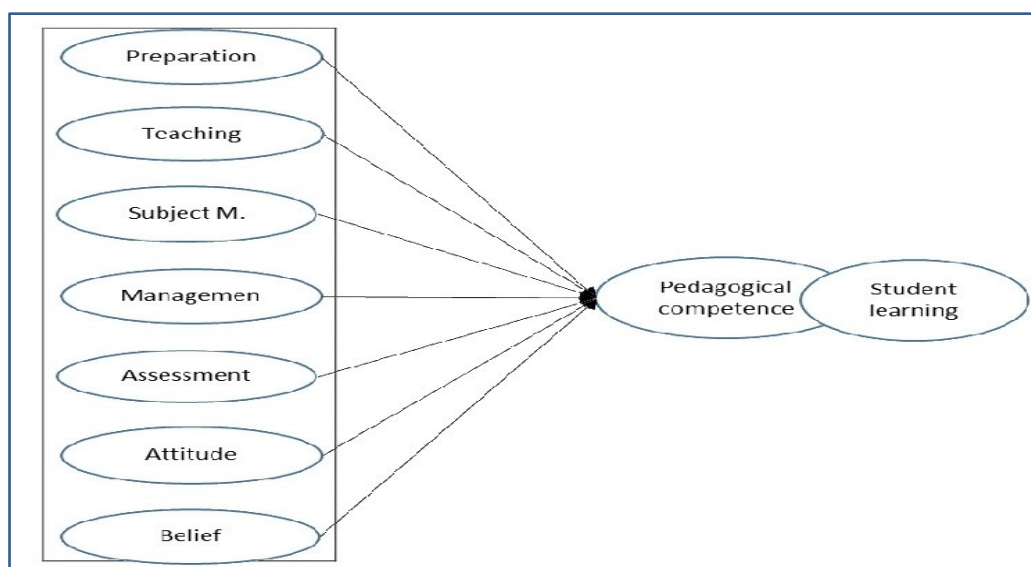 Preparation
Teaching
Subject M.
Managemen
Assessment
Attitude
Belief
Pedagogical
competence
Student
learning